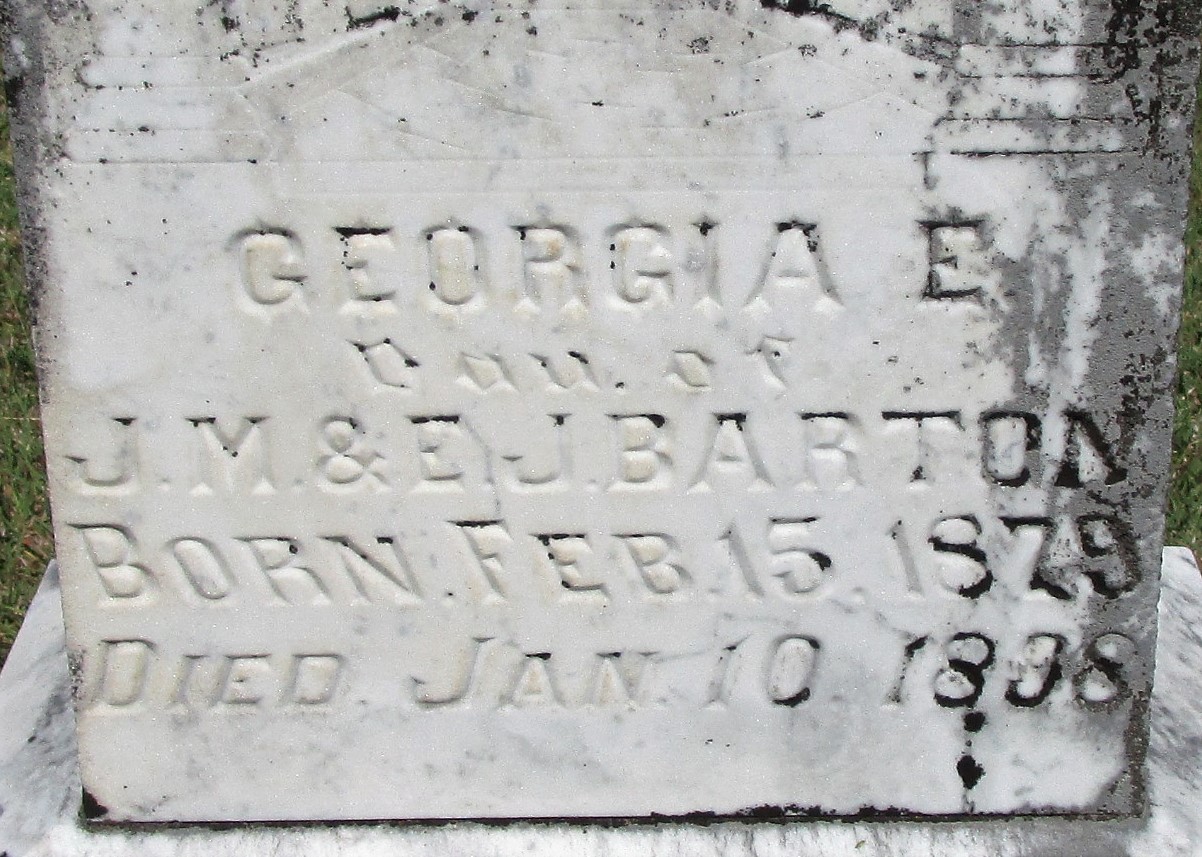 GEORGIA E
Dau. of
J. M. & E. J. BARTON
BORN. FEB. 15, 1879
DIED. JAN. 10. 1898